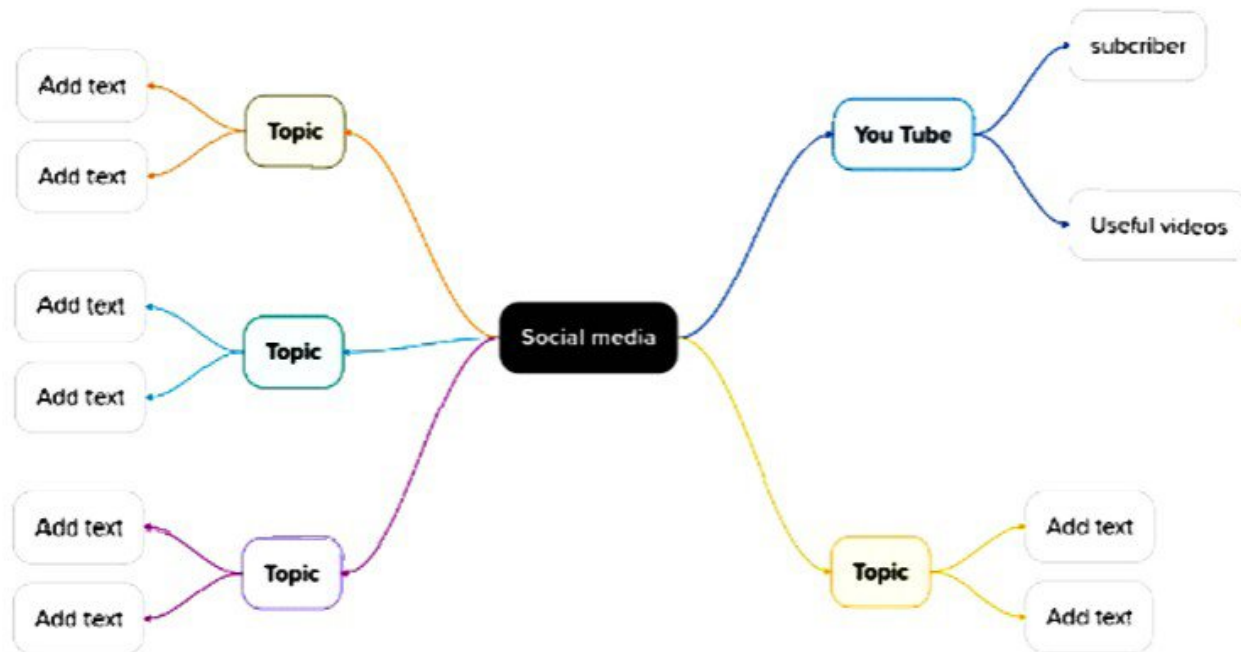 Add text
Add text
Topic
Add text
Add text
Topic
Add text
Add text
Topic
Social media
You Tube
subcriber
Useful videos
Topic
Add text
Add text